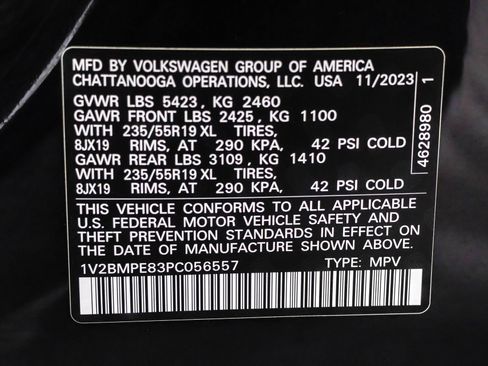 MFD BY VOLKSWAGEN GROUP OF AMERICA
CHATTANOOGA OPERATIONS, LLC. USA 11/2023
GVWR LBS 5423 , KG 2460
GAWR FRONT LBS 2425 , KG 1100
WITH 235/55R19 XL TIRES,
8JX19 RIMS, AT 290 KPA, 42 PSI COLD
GAWR REAR LBS 3109 , KG 1410
WITH 235/55R19 XL TIRES,
8JX19 RIMS, AT 290 KPA, 42 PSI COLD
THIS VEHICLE CONFORMS TO ALL APPLICABLE
U.S. FEDERAL MOTOR VEHICLE SAFETY AND
THEFT PREVENTION STANDARDS IN EFFECT ON
THE DATE OF MANUFACTURE SHOWN ABOVE.
1V2BMPE83PC056557 TYPE: MPV
4628980 1